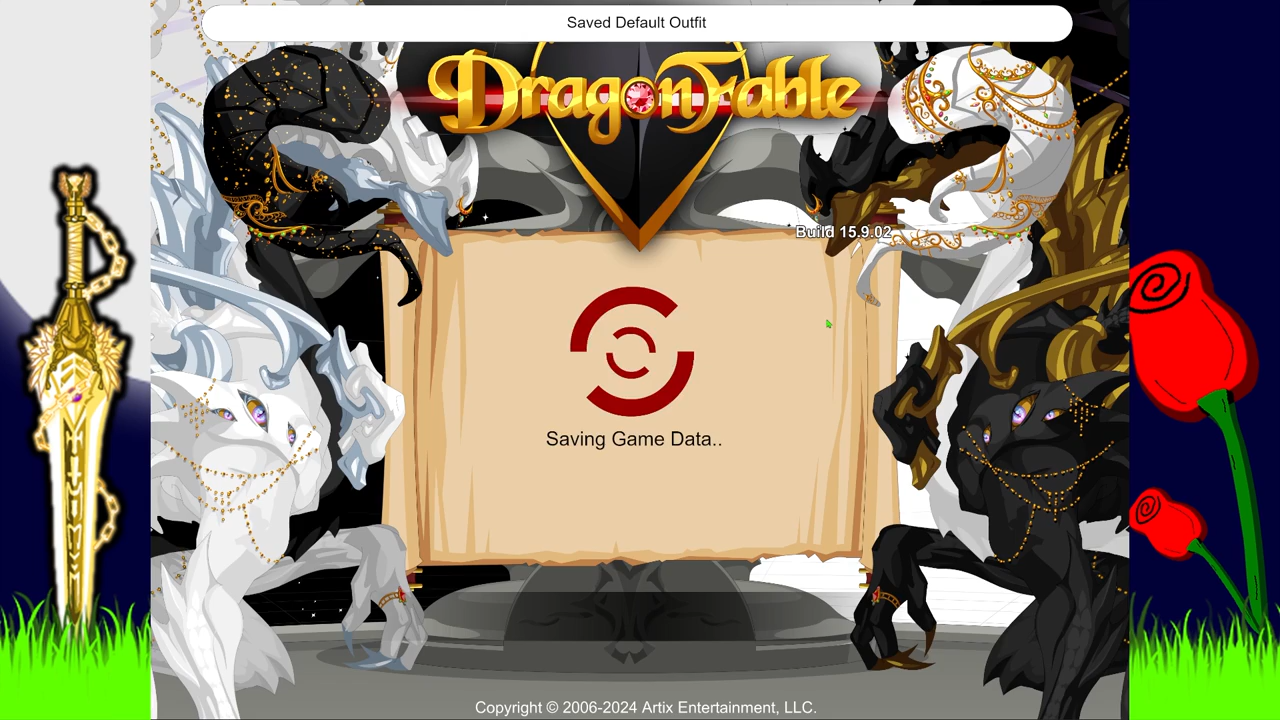 Saved Default Outfit
DragonFable
Build 15.9.02
Saving Game Data..
Copyright © 2006-2024 Artix Entertainment, LLC.